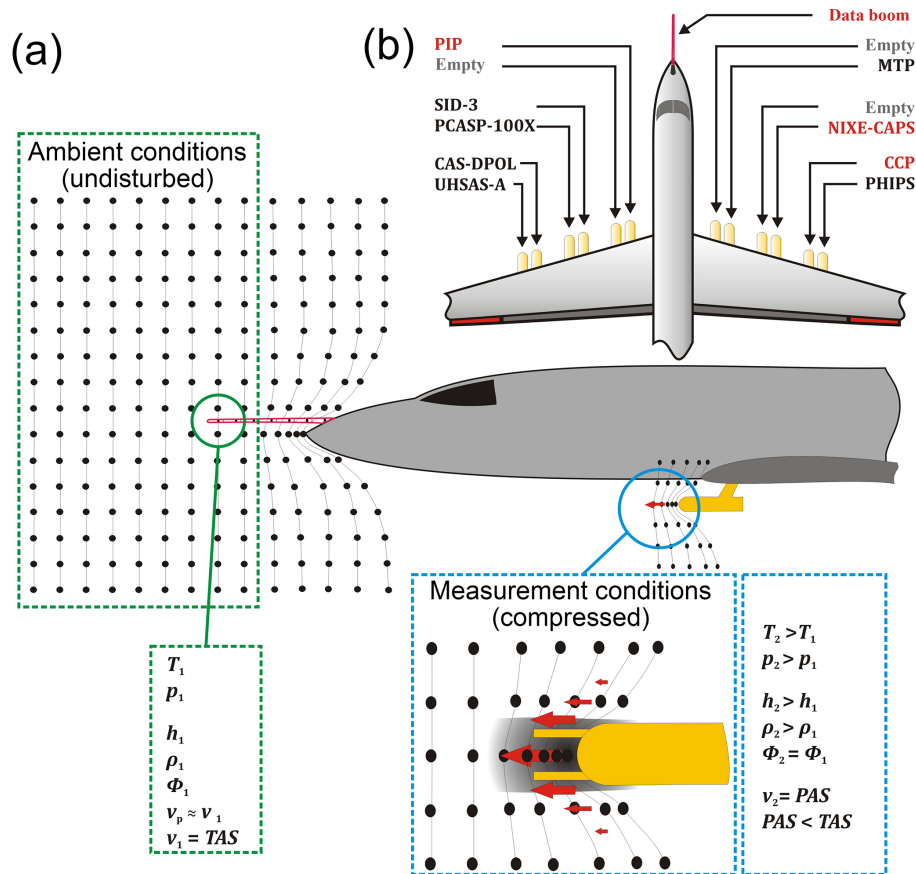 (a)
Ambient conditions
(undisturbed)
T₁
p₁
h₁
ρ₁
Φ₁
vₚ ≈ v₁
v₁ = TAS
(b)
Data boom
PIP
Empty
SID-3
PCASP-100X
CAS-DPOL
UHSAS-A
Empty
MTP
Empty
NIXE-CAPS
CCP
PHIPS
Measurement conditions
(compressed)
T₂ > T₁
p₂ > p₁
h₂ > h₁
ρ₂ > ρ₁
Φ₂ = Φ₁
v₂ = PAS
PAS < TAS